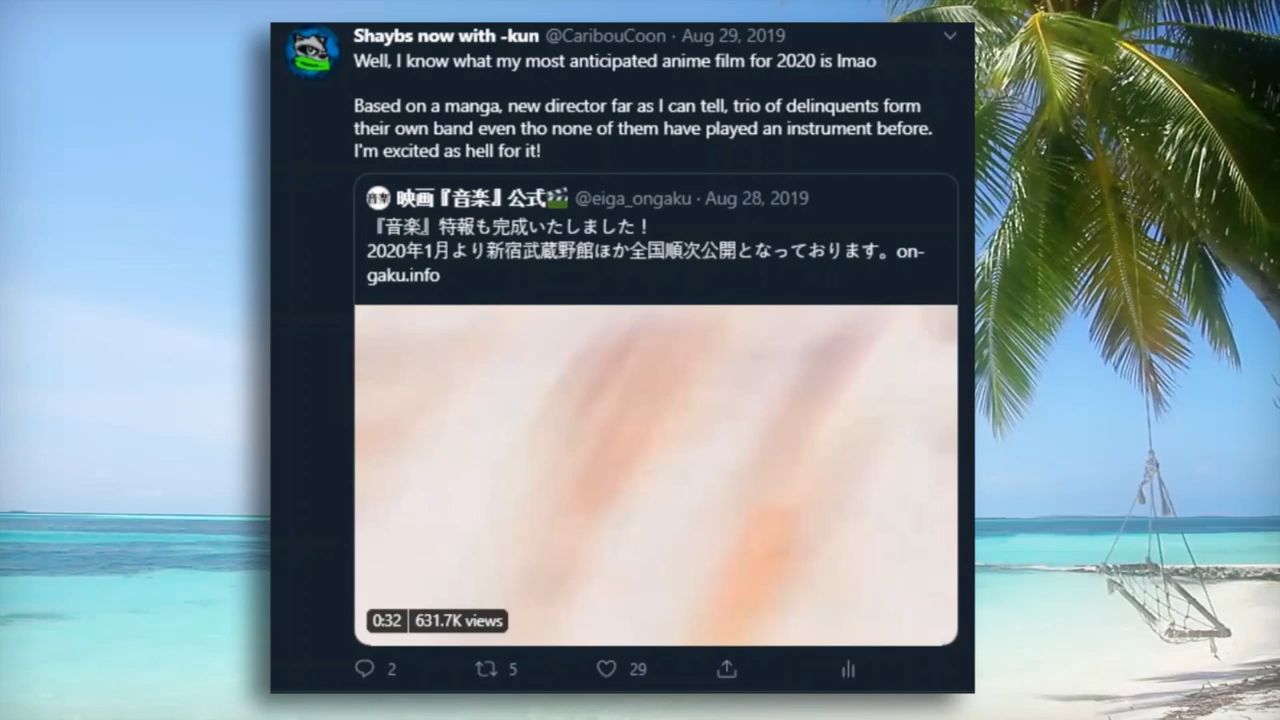 Shaybs now with -kun @CaribouCoon · Aug 29, 2019
Well, I know what my most anticipated anime film for 2020 is lmao
Based on a manga, new director far as I can tell, trio of delinquents form
their own band even tho none of them have played an instrument before.
I'm excited as hell for it!
音楽 映画『音楽』公式🎬 @eiga_ongaku · Aug 28, 2019
『音楽』特報も完成いたしました！
2020年1月より新宿武蔵野館ほか全国順次公開となっております。on-
gaku.info
0:32 631.7K views
2 5 29